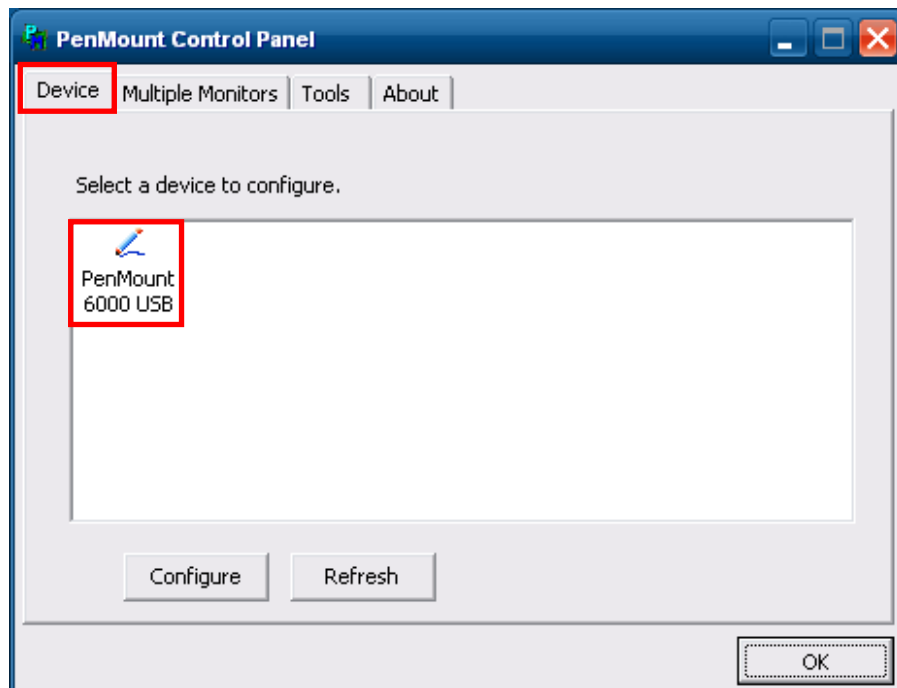 PenMount Control Panel
Device Multiple Monitors Tools About
Select a device to configure.
PenMount
6000 USB
Configure Refresh
OK